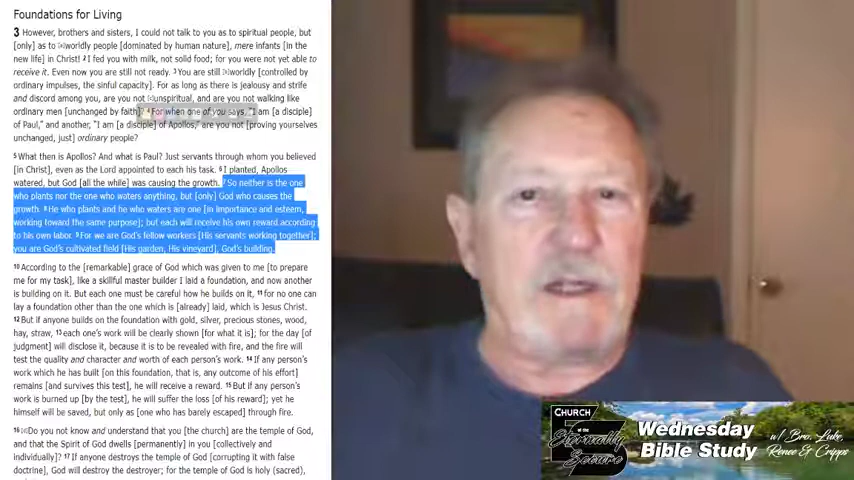 Foundations for Living
3 However, brothers and sisters, I could not talk to you as to spiritual people, but
[only] as to [a]worldly people [dominated by human nature], mere infants [in the
new life] in Christ! 2 I fed you with milk, not solid food; for you were not yet able to
receive it. Even now you are still not ready. 3 You are still [b]worldly [controlled by
ordinary impulses, the sinful capacity]. For as long as there is jealousy and strife
and discord among you, are you not [c]unspiritual, and are you not walking like
ordinary men [unchanged by faith]? 4 For when one of you says, "I am [a disciple]
of Paul," and another, "I am [a disciple] of Apollos," are you not [proving yourselves
unchanged, just] ordinary people?
5 What then is Apollos? And what is Paul? Just servants through whom you believed
[in Christ], even as the Lord appointed to each his task. 6 I planted, Apollos
watered, but God [all the while] was causing the growth. 7 So neither is the one
who plants nor the one who waters anything, but [only] God who causes the
growth. 8 He who plants and he who waters are one [in importance and esteem,
working toward the same purpose]; but each will receive his own reward according
to his own labor. 9 For we are God's fellow workers [His servants working together];
you are God's cultivated field [His garden, His vineyard], God's building.
10 According to the [remarkable] grace of God which was given to me [to prepare
me for my task], like a skillful master builder I laid a foundation, and now another
is building on it. But each one must be careful how he builds on it, 11 for no one can
lay a foundation other than the one which is [already] laid, which is Jesus Christ.
12 But if anyone builds on the foundation with gold, silver, precious stones, wood,
hay, straw, 13 each one's work will be clearly shown [for what it is]; for the day [of
judgment] will disclose it, because it is to be revealed with fire, and the fire will
test the quality and character and worth of each person's work. 14 If any person's
work which he has built [on this foundation, that is, any outcome of his effort]
remains [and survives this test], he will receive a reward. 15 But if any person's
work is burned up [by the test], he will suffer the loss [of his reward]; yet he
himself will be saved, but only as [one who has barely escaped] through fire.
16 Do you not know and understand that you [the church] are the temple of God,
and that the Spirit of God dwells [permanently] in you [collectively and
individually]? 17 If anyone destroys the temple of God [corrupting it with false
doctrine], God will destroy the destroyer; for the temple of God is holy (sacred),
CHURCH
of the
Eternally
Secure
Wednesday
Bible Study
w/ Bro. Luke,
Renee & Cripps